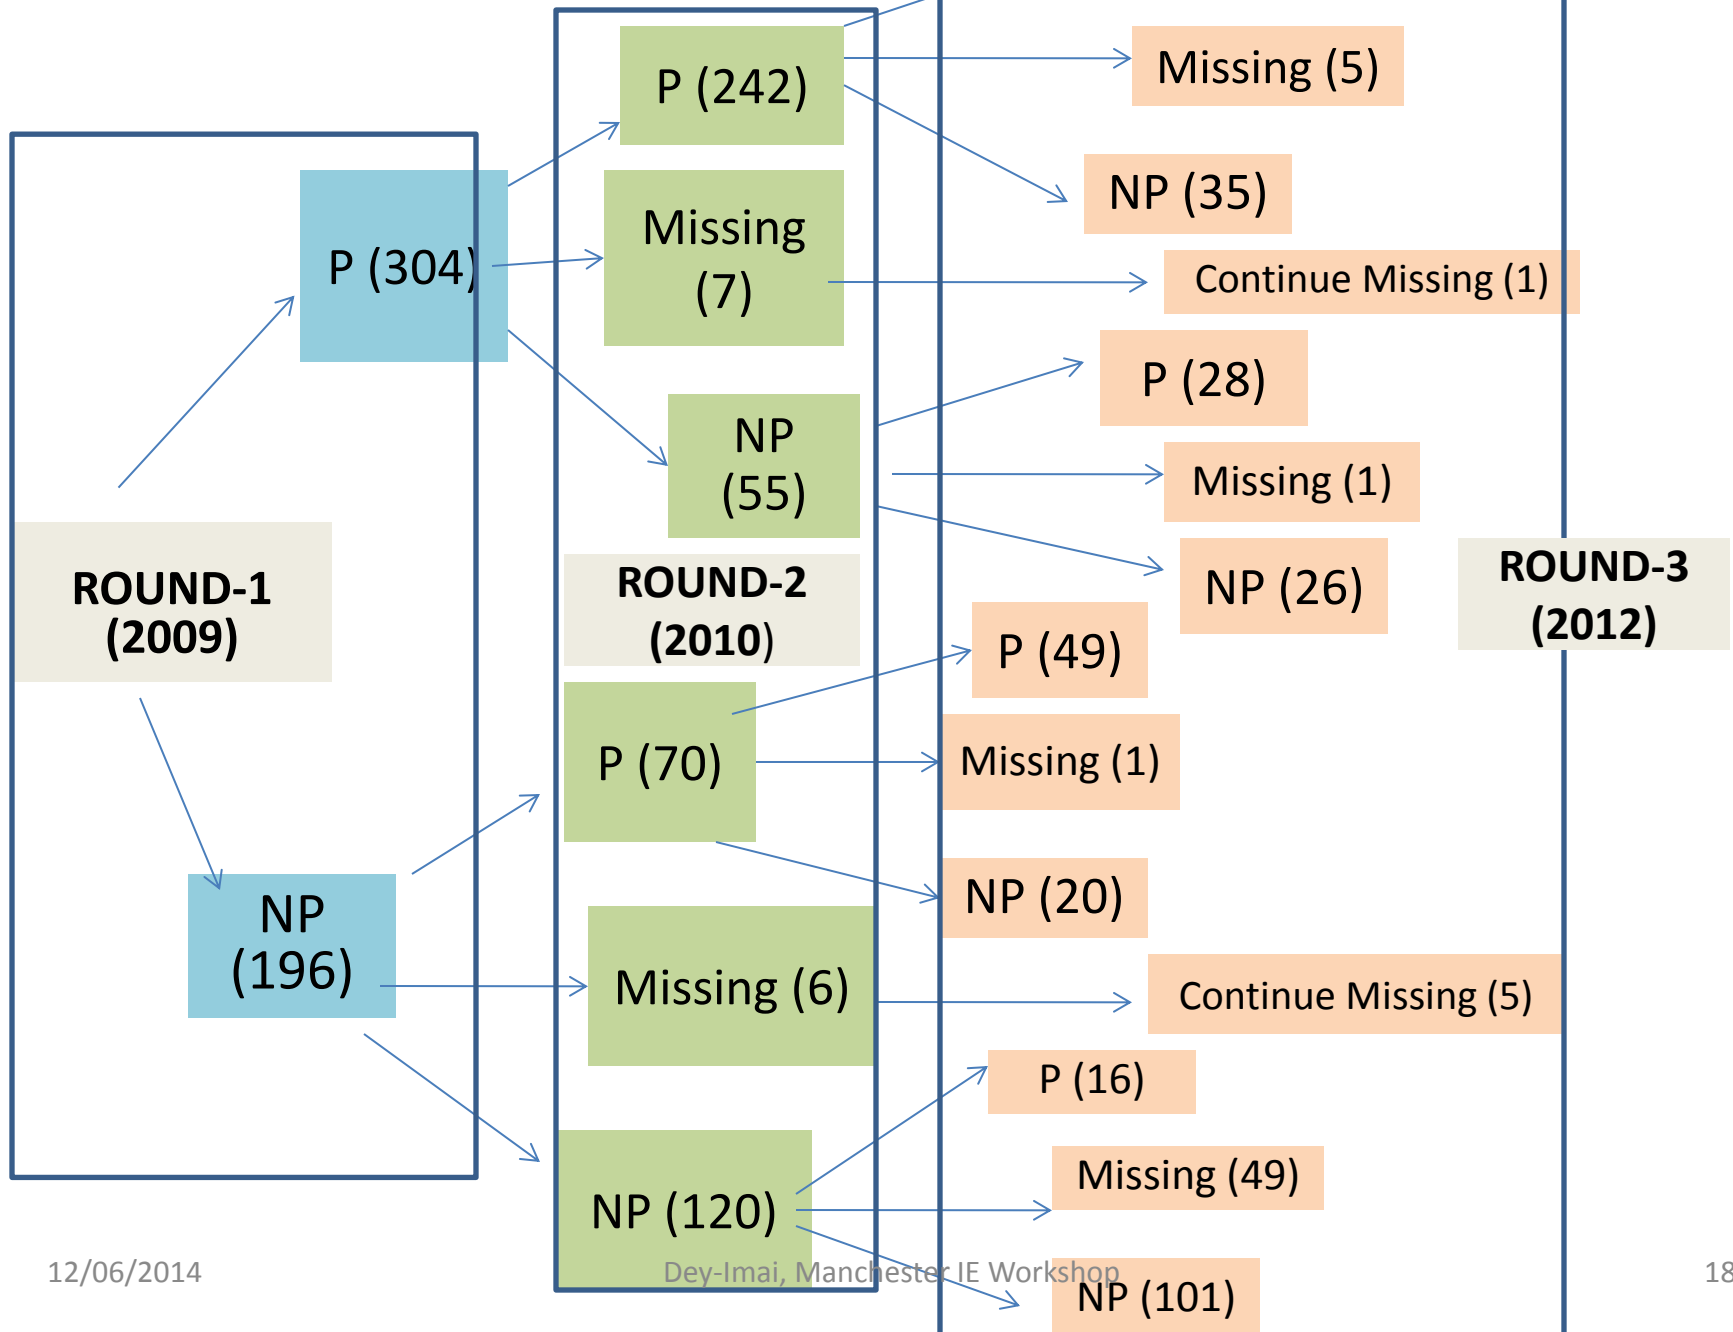 P (242)
Missing (5)
P (304)
Missing
(7)
NP (35)
Continue Missing (1)
P (28)
NP
(55)
Missing (1)
NP (26)
ROUND-1
(2009)
ROUND-2
(2010)
ROUND-3
(2012)
P (49)
P (70)
Missing (1)
NP (20)
NP
(196)
Missing (6)
Continue Missing (5)
P (16)
NP (120)
Missing (49)
NP (101)
12/06/2014
Dey-Imai, Manchester IE Workshop
18